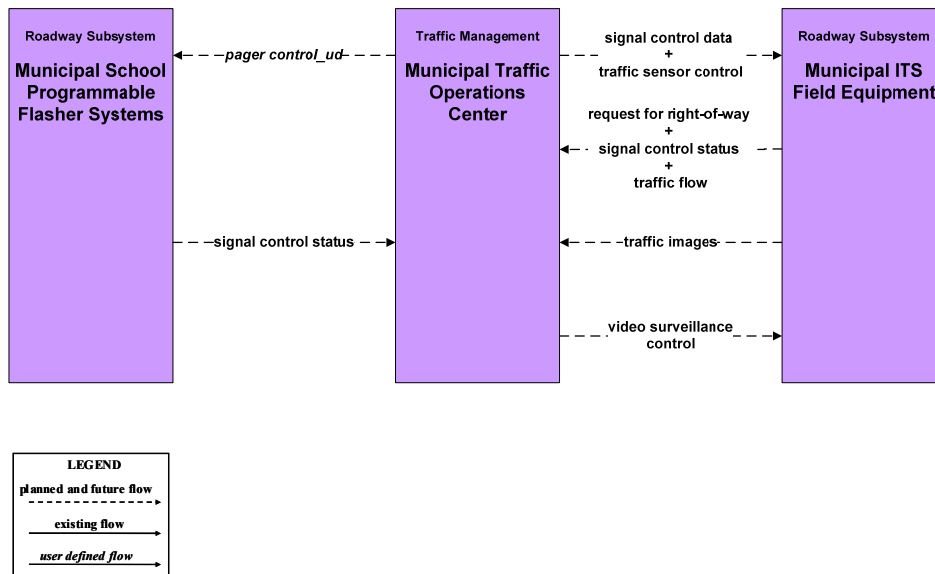 Roadway Subsystem
Municipal School
Programmable
Flasher Systems
pager control_ud
signal control status
Traffic Management
Municipal Traffic
Operations
Center
signal control data
+
traffic sensor control
request for right-of-way
+
signal control status
+
traffic flow
traffic images
video surveillance
control
Roadway Subsystem
Municipal ITS
Field Equipment
LEGEND
planned and future flow
existing flow
user defined flow